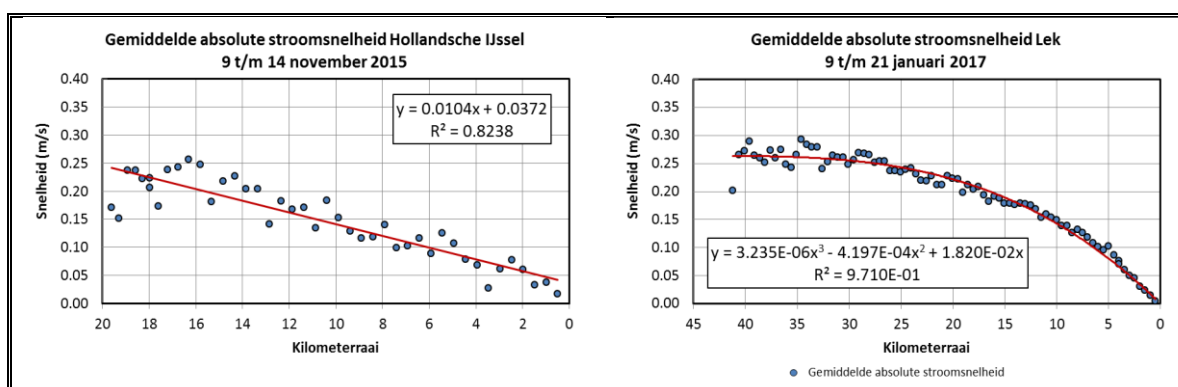 Gemiddelde absolute stroomsnelheid Hollandsche IJssel
9 t/m 14 november 2015
Snelheid (m/s)
0.40
0.35
0.30
0.25
0.20
0.15
0.10
0.05
0.00
y = 0.0104x + 0.0372
R² = 0.8238
20 18 16 14 12 10 8 6 4 2 0
Kilometerraai
Gemiddelde absolute stroomsnelheid Lek
9 t/m 21 januari 2017
Snelheid (m/s)
0.40
0.35
0.30
0.25
0.20
0.15
0.10
0.05
0.00
y = 3.235E-06x³ - 4.197E-04x² + 1.820E-02x
R² = 9.710E-01
45 40 35 30 25 20 15 10 5 0
Kilometerraai
Gemiddelde absolute stroomsnelheid